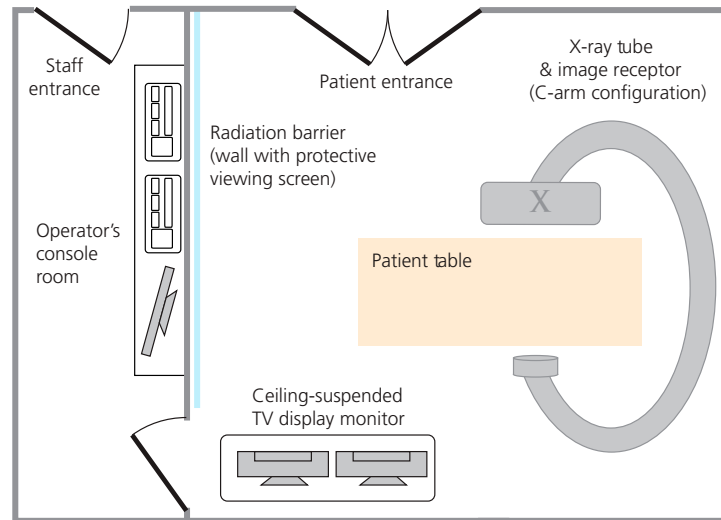 Staff
entrance
Patient entrance
X-ray tube
& image receptor
(C-arm configuration)
Radiation barrier
(wall with protective
viewing screen)
X
Operator’s
console
room
Patient table
Ceiling-suspended
TV display monitor